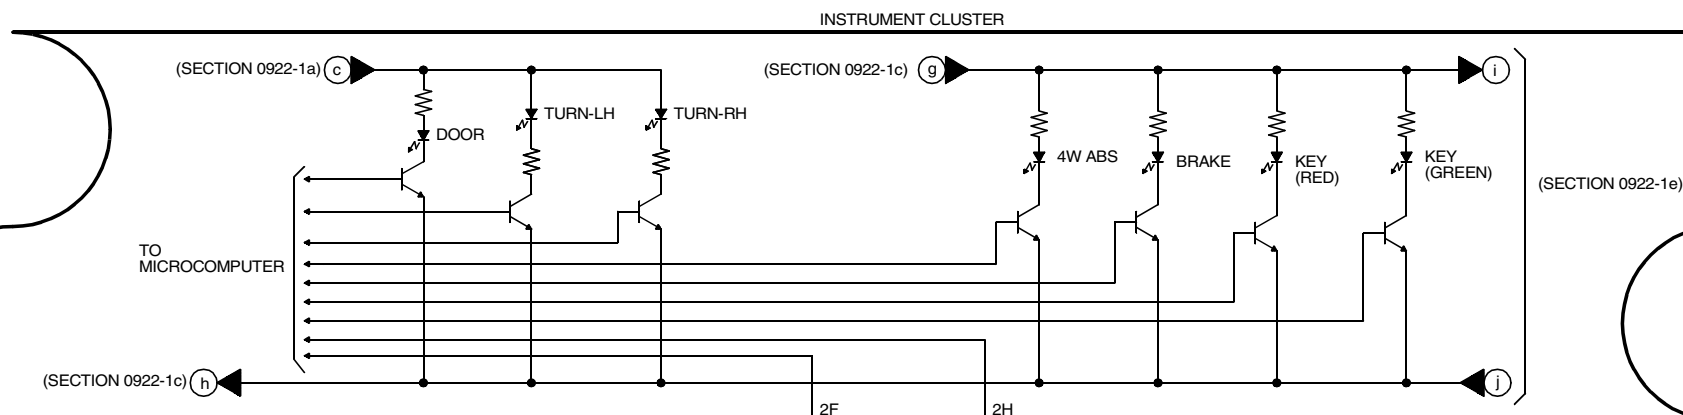 INSTRUMENT CLUSTER
(SECTION 0922-1a) c
(SECTION 0922-1c) g
i
DOOR
TURN-LH
TURN-RH
4W ABS
BRAKE
KEY
(RED)
KEY
(GREEN)
(SECTION 0922-1e)
TO
MICROCOMPUTER
(SECTION 0922-1c) h
j
2F
2H